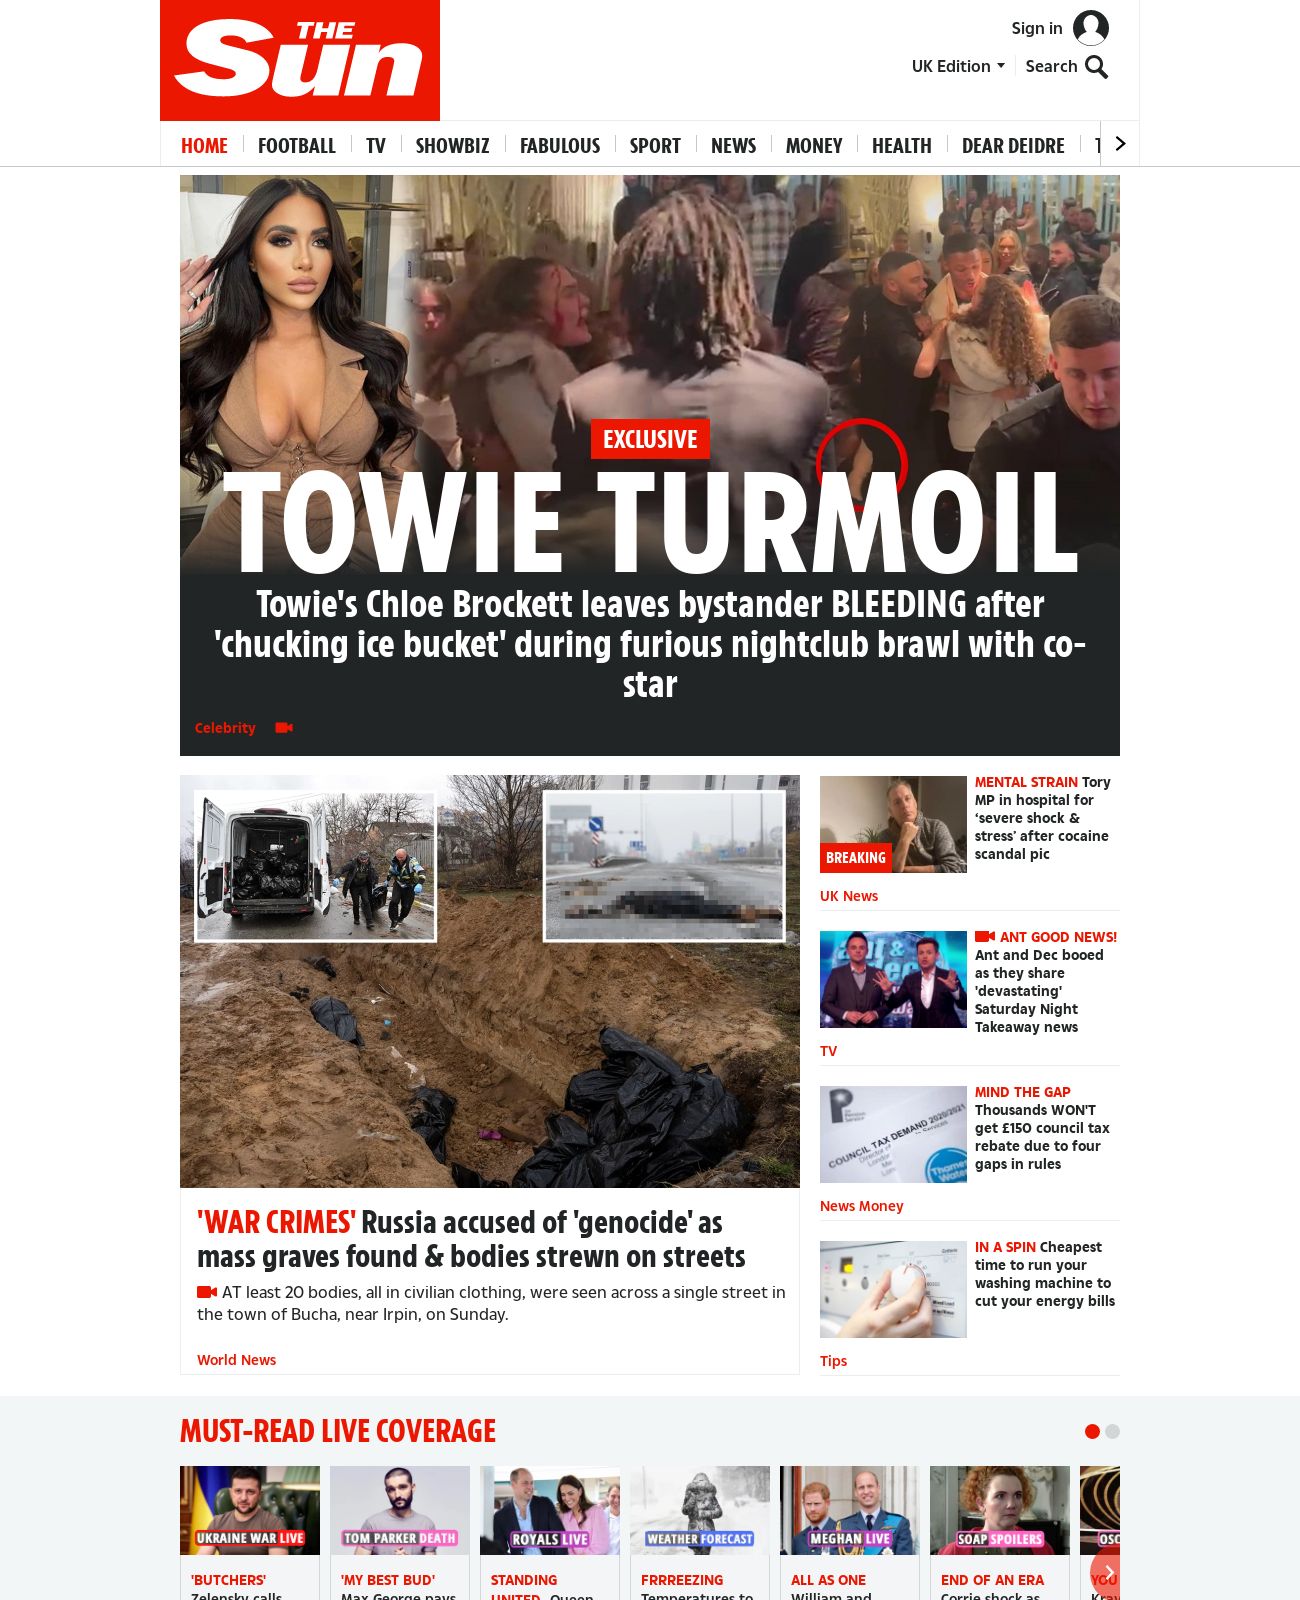 THE
Sun
Sign in
UK Edition
Search
HOME
FOOTBALL
TV
SHOWBIZ
FABULOUS
SPORT
NEWS
MONEY
HEALTH
DEAR DEIDRE
EXCLUSIVE
TOWIE TURMOIL
Towie's Chloe Brockett leaves bystander BLEEDING after
'chucking ice bucket' during furious nightclub brawl with co-
star
Celebrity
'WAR CRIMES' Russia accused of 'genocide' as
mass graves found & bodies strewn on streets
AT least 20 bodies, all in civilian clothing, were seen across a single street in
the town of Bucha, near Irpin, on Sunday.
World News
BREAKING
MENTAL STRAIN Tory
MP in hospital for
‘severe shock &
stress’ after cocaine
scandal pic
UK News
ANT GOOD NEWS!
Ant and Dec booed
as they share
'devastating'
Saturday Night
Takeaway news
TV
COUNCIL TAX DEMAND 2020/2021
Thames
Water
MIND THE GAP
Thousands WON'T
get £150 council tax
rebate due to four
gaps in rules
News Money
IN A SPIN Cheapest
time to run your
washing machine to
cut your energy bills
Tips
MUST-READ LIVE COVERAGE
UKRAINE WAR LIVE
TOM PARKER DEATH
ROYALS LIVE
WEATHER FORECAST
MEGHAN LIVE
SOAP SPOILERS
'BUTCHERS'
Zelensky calls
'MY BEST BUD'
Max George pays
STANDING
UNITED Queen
FRRREEZING
Temperatures to
ALL AS ONE
William and
END OF AN ERA
Corrie shock as
YOU